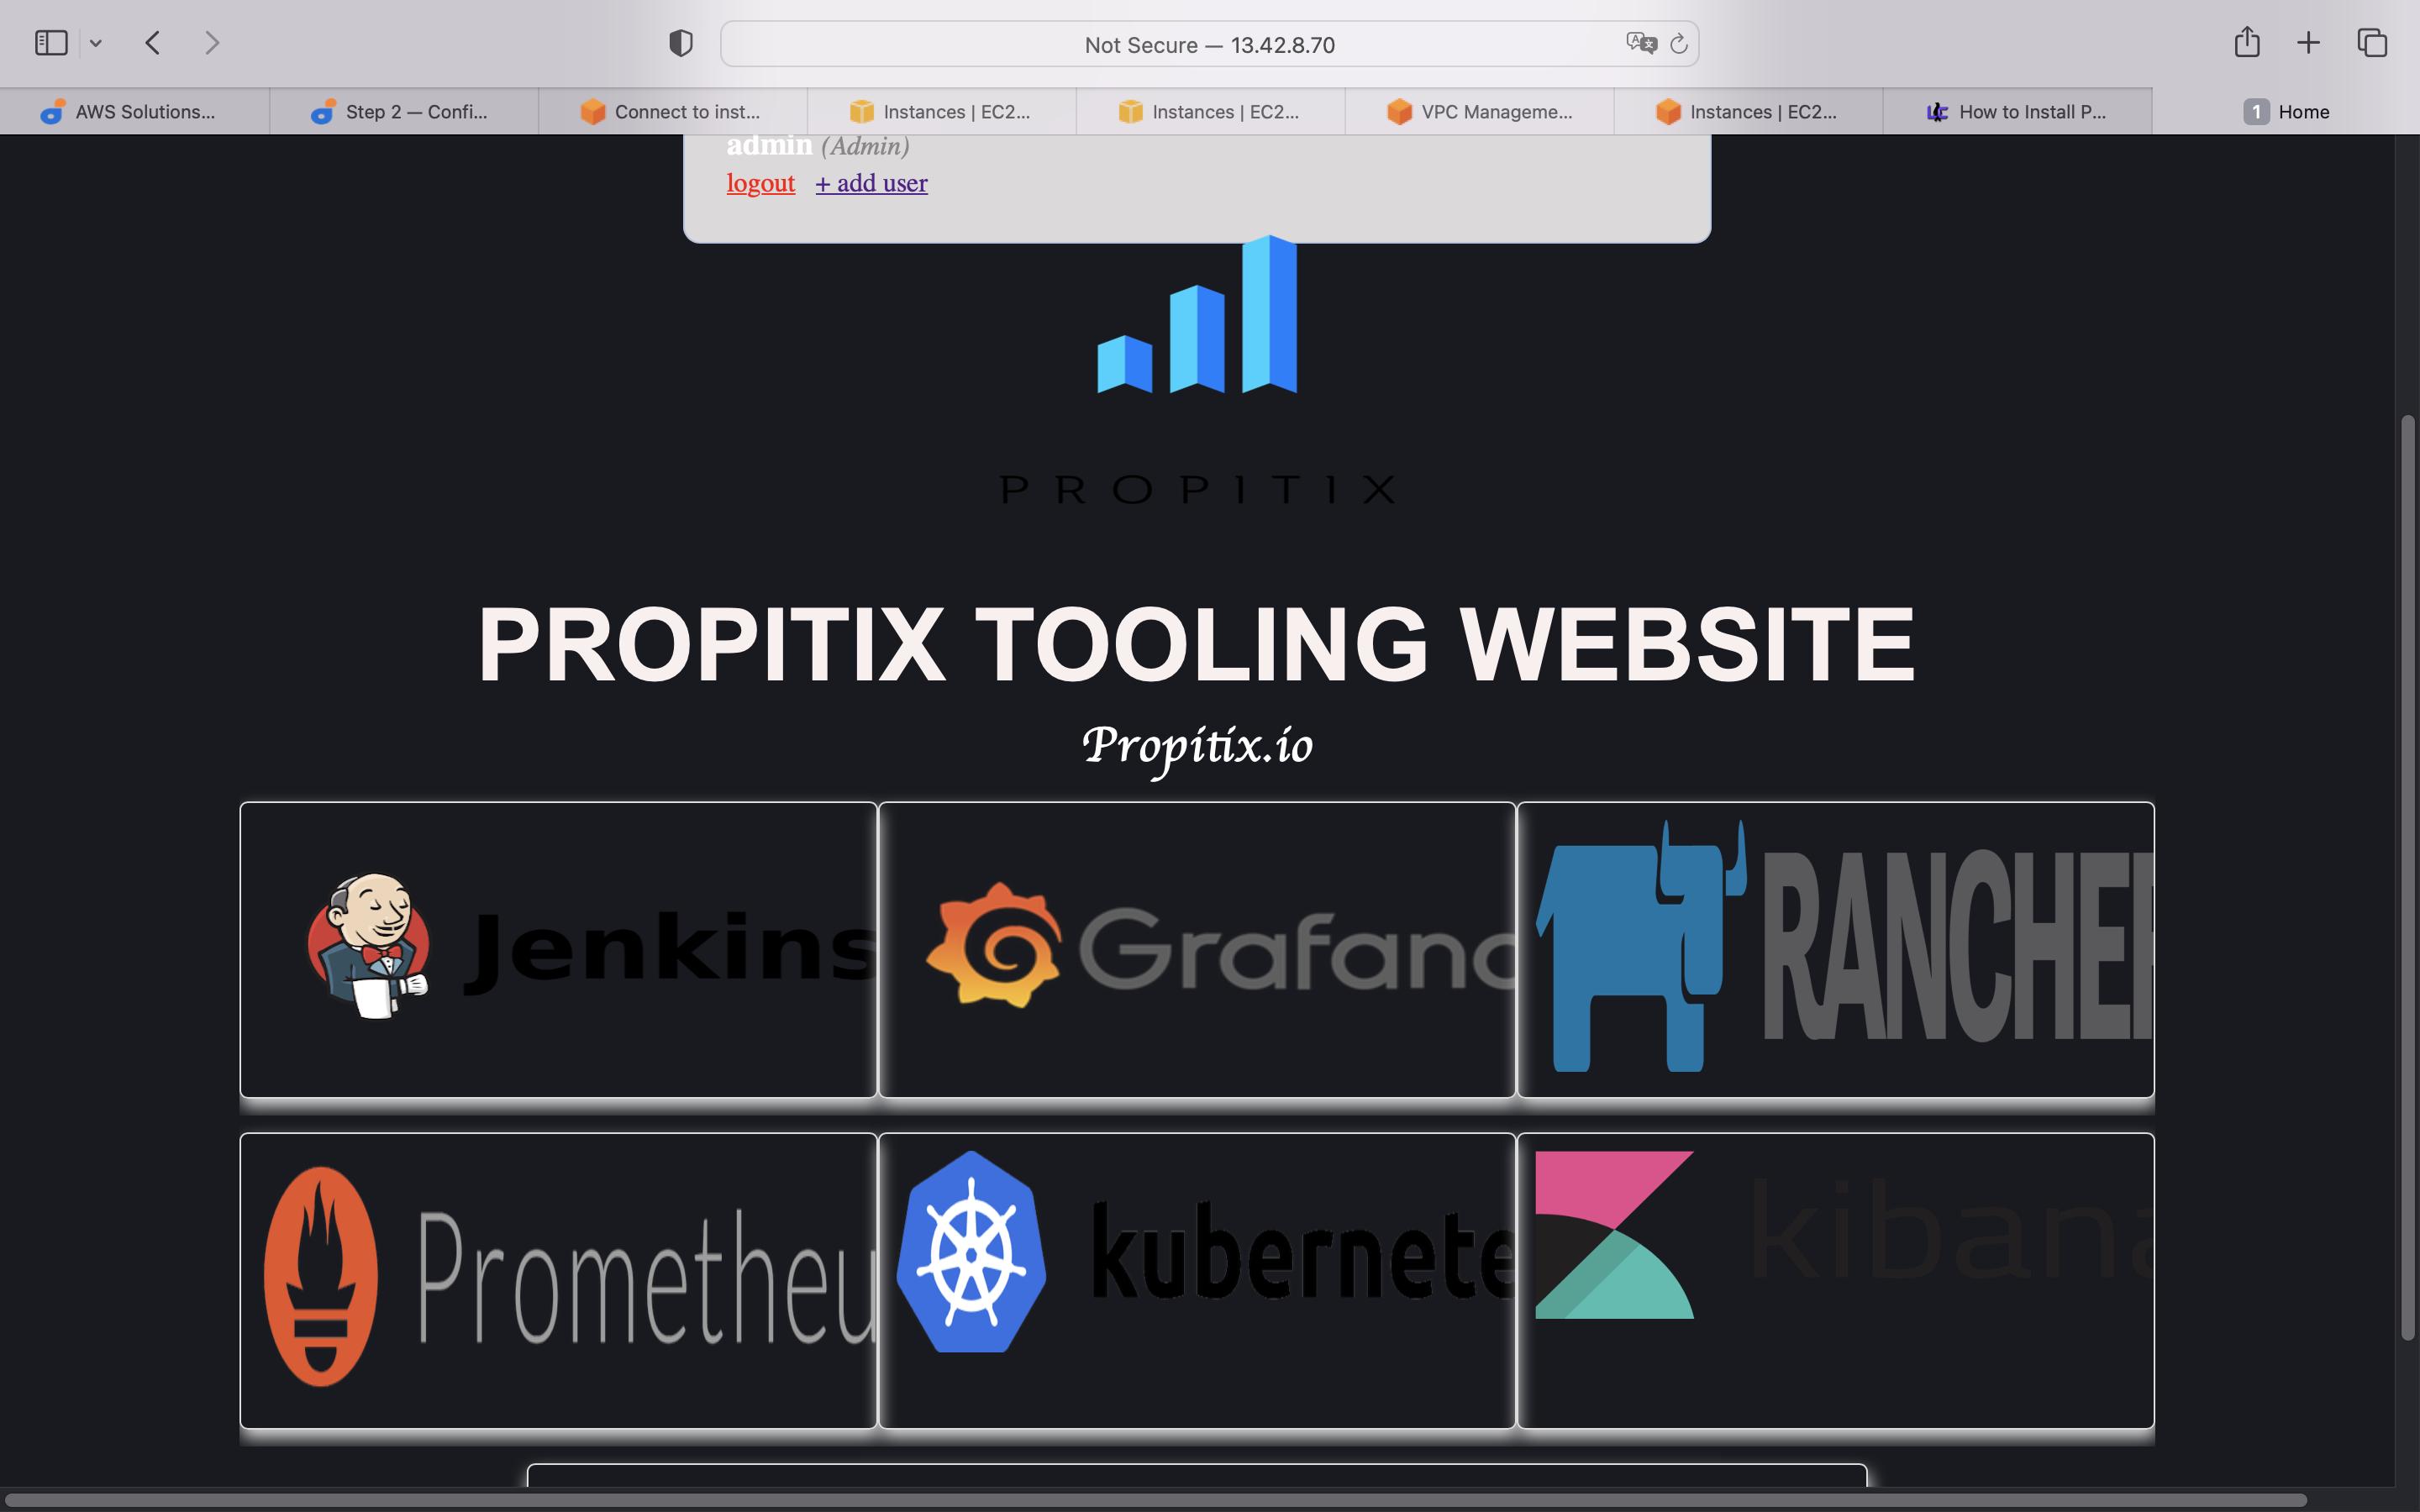 Not Secure — 13.42.8.70
AWS Solutions...
Step 2 — Confi...
Connect to inst...
Instances | EC2...
Instances | EC2...
VPC Manageme...
Instances | EC2...
How to Install P...
1 Home
admin (Admin)
logout + add user
PROPITIX
PROPITIX TOOLING WEBSITE
Propitix.io
Jenkins
Grafana
RANCHER
Prometheu
kubernete
kibana